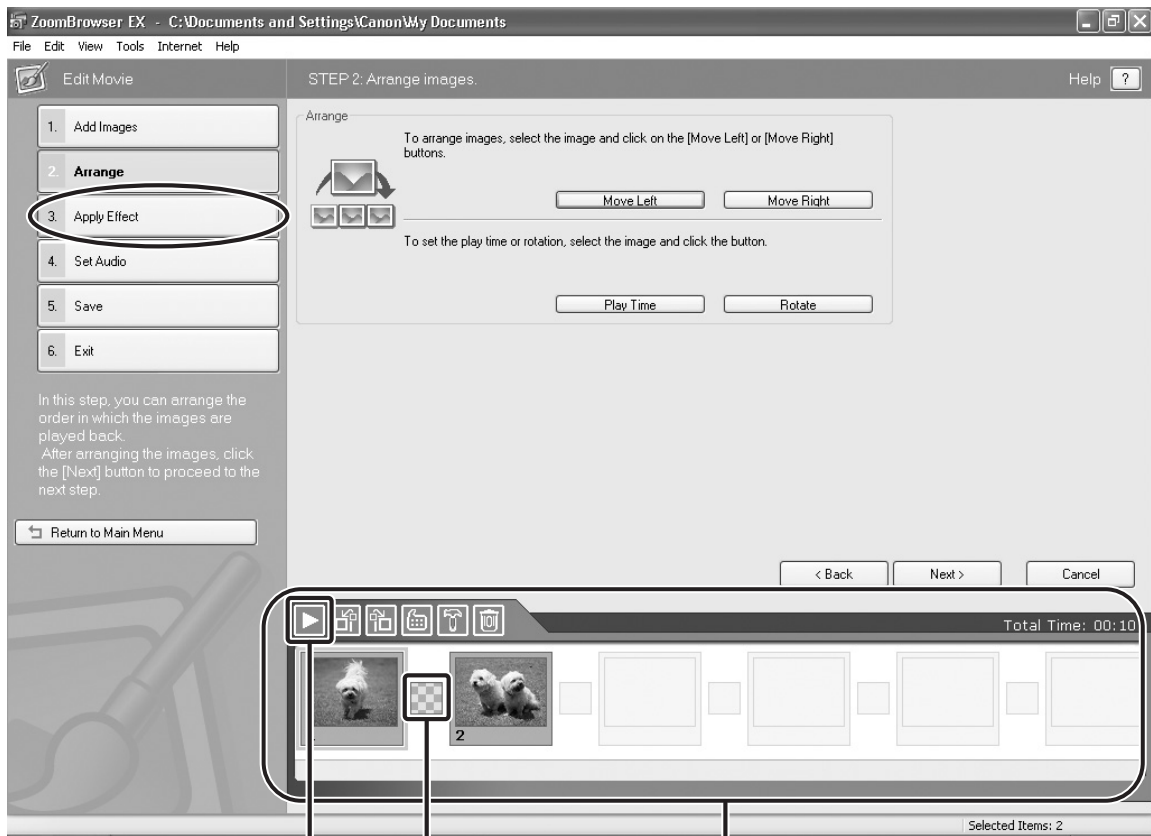 ZoomBrowser EX - C:\Documents and Settings\Canon\My Documents
File Edit View Tools Internet Help
Edit Movie
STEP 2: Arrange images.
Help ?
1. Add Images
2. Arrange
3. Apply Effect
4. Set Audio
5. Save
6. Exit
In this step, you can arrange the
order in which the images are
played back.
After arranging the images, click
the [Next] button to proceed to the
next step.
Return to Main Menu
Arrange
To arrange images, select the image and click on the [Move Left] or [Move Right]
buttons.
Move Left Move Right
To set the play time or rotation, select the image and click the button.
Play Time Rotate
< Back Next > Cancel
Total Time: 00:10
2
Selected Items: 2